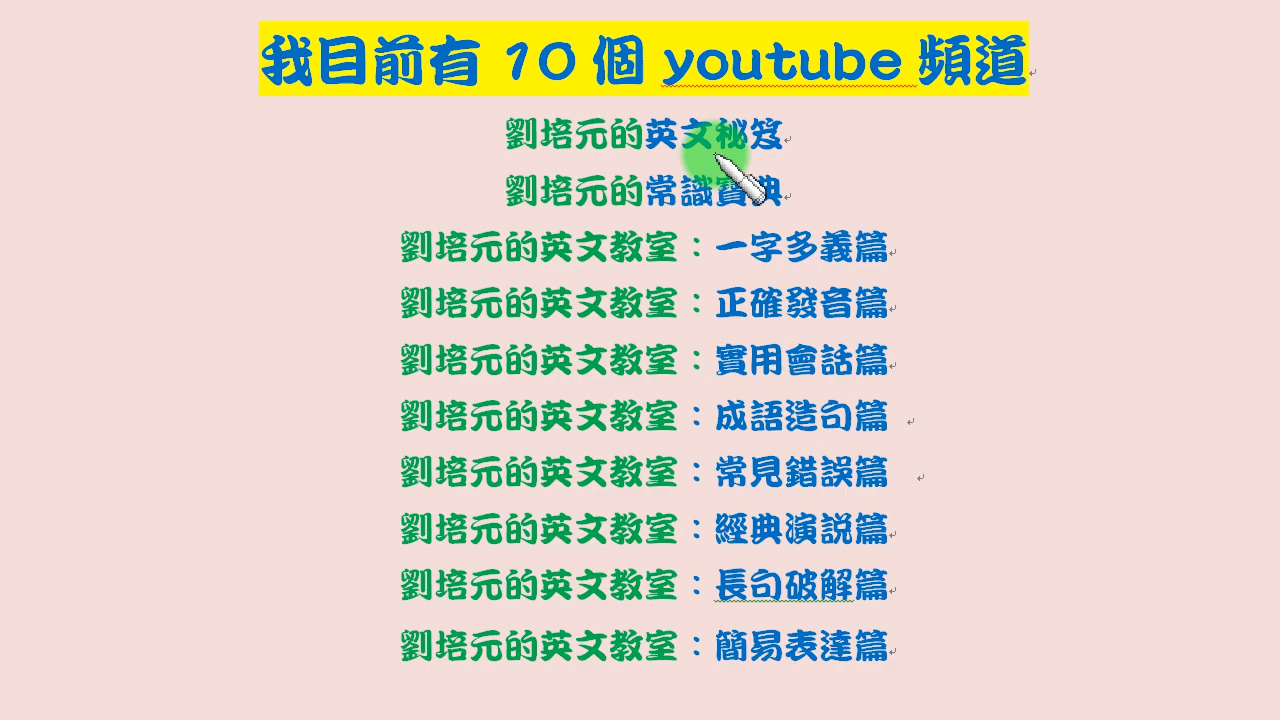 我目前有 10 個 youtube 頻道
劉培元的英文秘笈
劉培元的常識寶典
劉培元的英文教室：一字多義篇
劉培元的英文教室：正確發音篇
劉培元的英文教室：實用會話篇
劉培元的英文教室：成語造句篇
劉培元的英文教室：常見錯誤篇
劉培元的英文教室：經典演說篇
劉培元的英文教室：長句破解篇
劉培元的英文教室：簡易表達篇